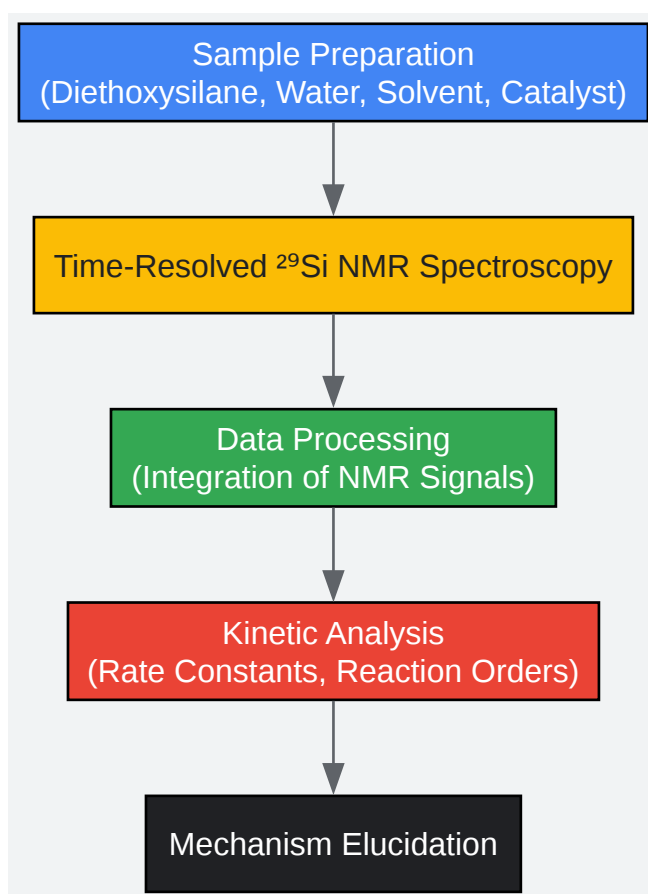 Sample Preparation
(Diethoxysilane, Water, Solvent, Catalyst)
Time-Resolved ²⁹Si NMR Spectroscopy
Data Processing
(Integration of NMR Signals)
Kinetic Analysis
(Rate Constants, Reaction Orders)
Mechanism Elucidation